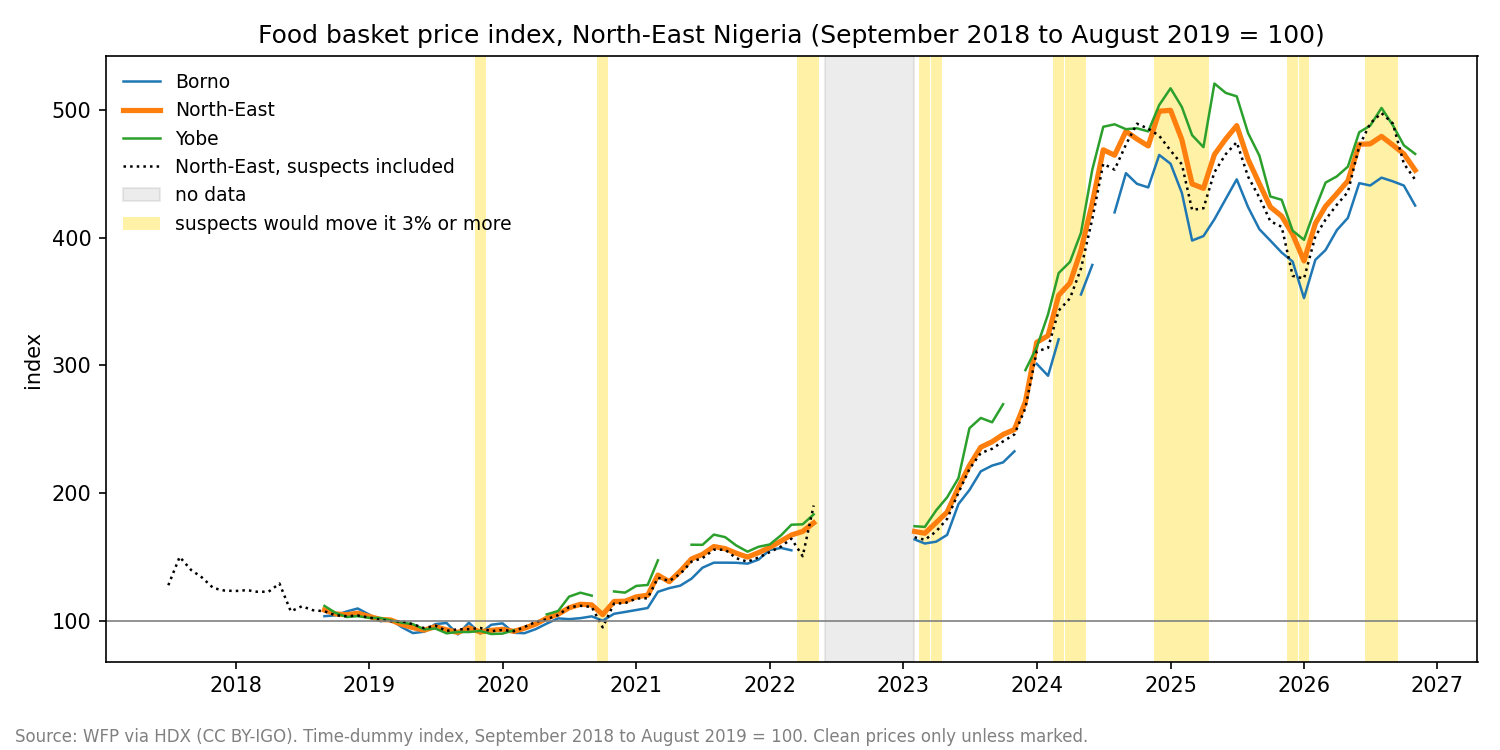 Food basket price index, North-East Nigeria (September 2018 to August 2019 = 100)
Borno
North-East
Yobe
North-East, suspects included
no data
suspects would move it 3% or more
index
500
400
300
200
100
2018 2019 2020 2021 2022 2023 2024 2025 2026 2027
Source: WFP via HDX (CC BY-IGO). Time-dummy index, September 2018 to August 2019 = 100. Clean prices only unless marked.